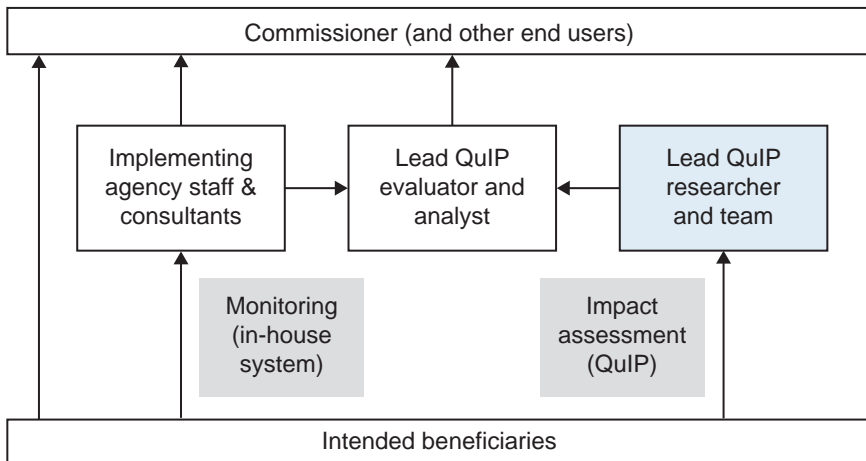 Commissioner (and other end users)
Implementing
agency staff &
consultants
Lead QuIP
evaluator and
analyst
Lead QuIP
researcher
and team
Monitoring
(in-house
system)
Impact
assessment
(QuIP)
Intended beneficiaries